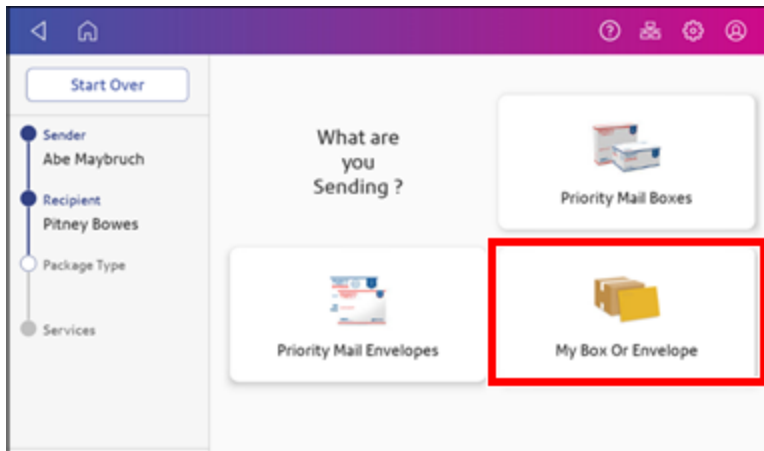 Start Over
Sender
Abe Maybruch
Recipient
Pitney Bowes
Package Type
Services
What are
you
Sending ?
Priority Mail Boxes
Priority Mail Envelopes
My Box Or Envelope